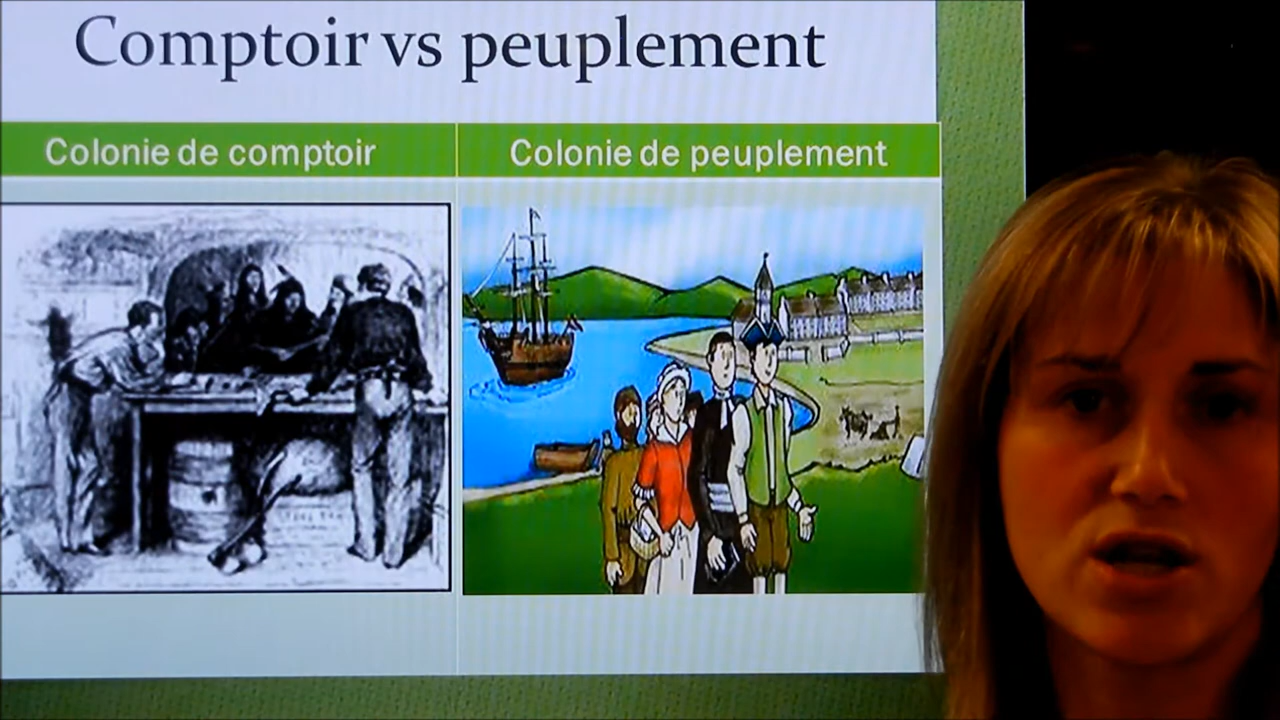 Comptoir vs peuplement
Colonie de comptoir
Colonie de peuplement